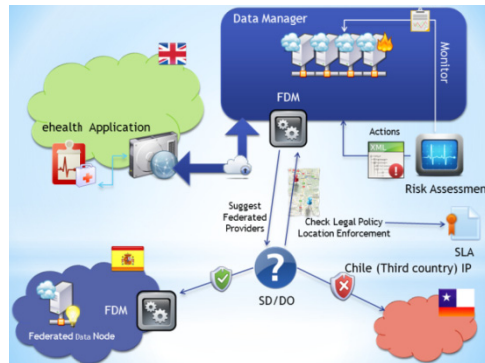 Data Manager
Monitor
FDM
ehealth Application
Actions
XML
Risk Assessment
Suggest
Federated
Providers
Check Legal Policy
Location Enforcement
SLA
Chile (Third country) IP
SD/DO
FDM
Federated Data Node